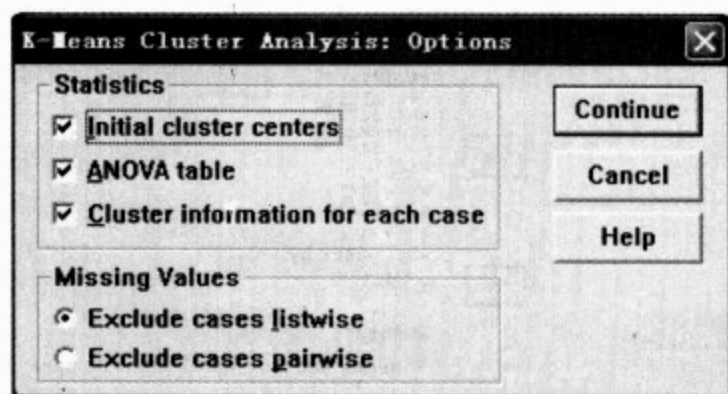 K-Means Cluster Analysis: Options
Statistics
Initial cluster centers
ANOVA table
Cluster information for each case
Missing Values
Exclude cases listwise
Exclude cases pairwise
Continue
Cancel
Help